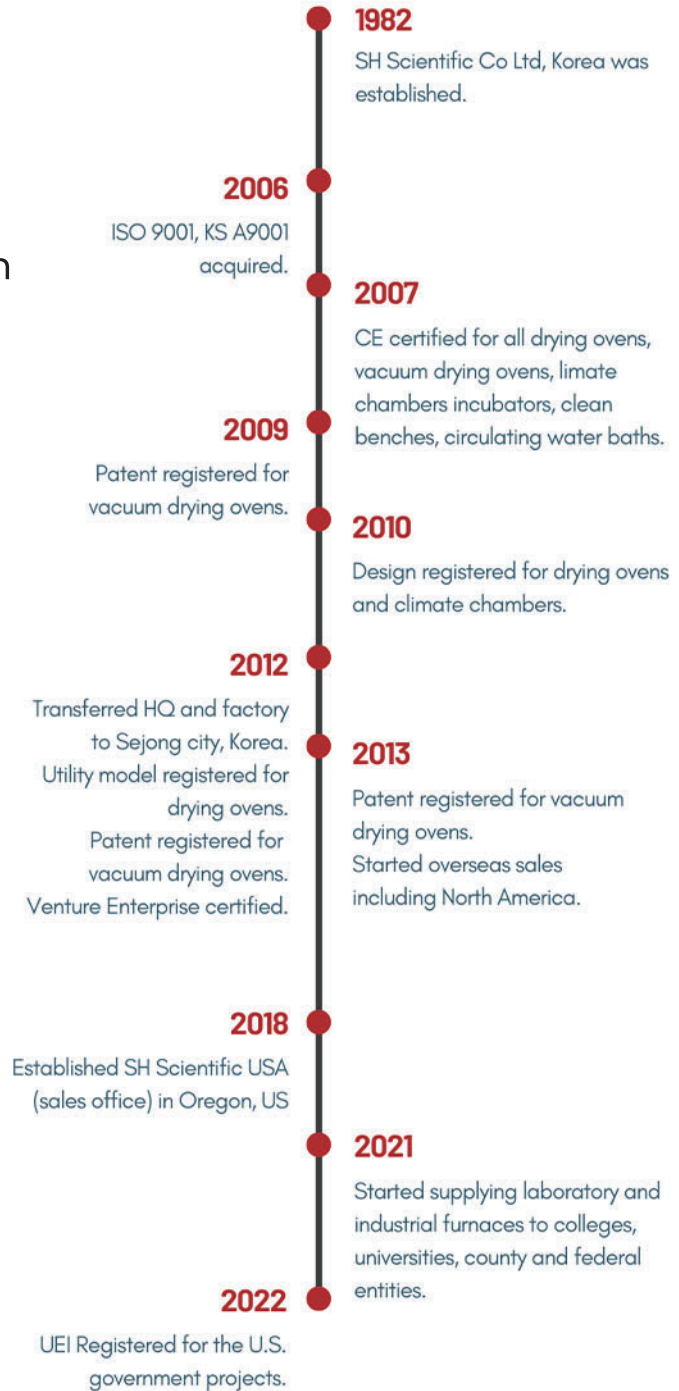 1982
SH Scientific Co Ltd, Korea was
established.
2006
ISO 9001, KS A9001
acquired.
2007
CE certified for all drying ovens,
vacuum drying ovens, limate
chambers incubators, clean
benches, circulating water baths.
2009
Patent registered for
vacuum drying ovens.
2010
Design registered for drying ovens
and climate chambers.
2012
Transferred HQ and factory
to Sejong city, Korea.
Utility model registered for
drying ovens.
Patent registered for
vacuum drying ovens.
Venture Enterprise certified.
2013
Patent registered for vacuum
drying ovens.
Started overseas sales
including North America.
2018
Established SH Scientific USA
(sales office) in Oregon, US
2021
Started supplying laboratory and
industrial furnaces to colleges,
universities, county and federal
entities.
2022
UEI Registered for the U.S.
government projects.